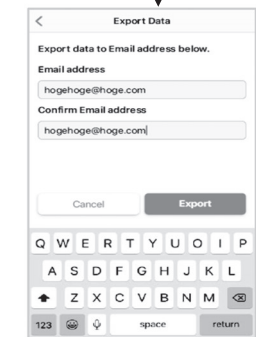 Export Data
Export data to Email address below.
Email address
hogehoge@hoge.com
Confirm Email address
hogehoge@hoge.com
Cancel Export
Q W E R T Y U O I P
A S D F G H J K L
Z X C V B N M
123 space return